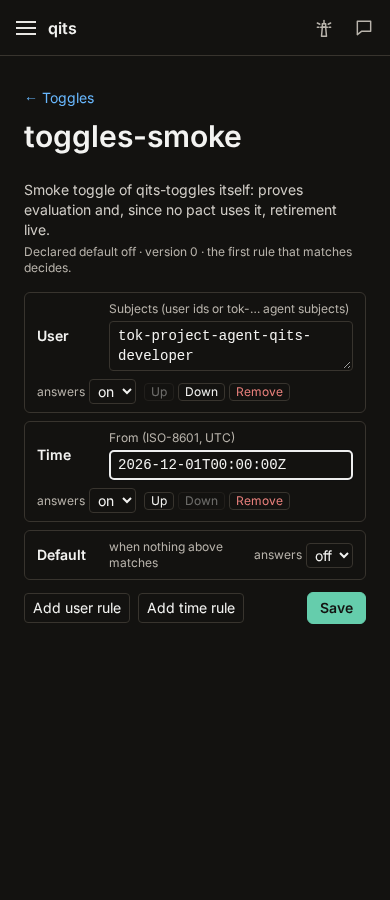 qits
← Toggles
toggles-smoke
Smoke toggle of qits-toggles itself: proves
evaluation and, since no pact uses it, retirement
live.
Declared default off · version 0 · the first rule that matches
decides.
Subjects (user ids or tok-... agent subjects)
User
tok-project-agent-qits-
developer
answers on Up Down Remove
From (ISO-8601, UTC)
Time
2026-12-01T00:00:00Z
answers on Up Down Remove
Default when nothing above
matches answers off
Add user rule Add time rule Save